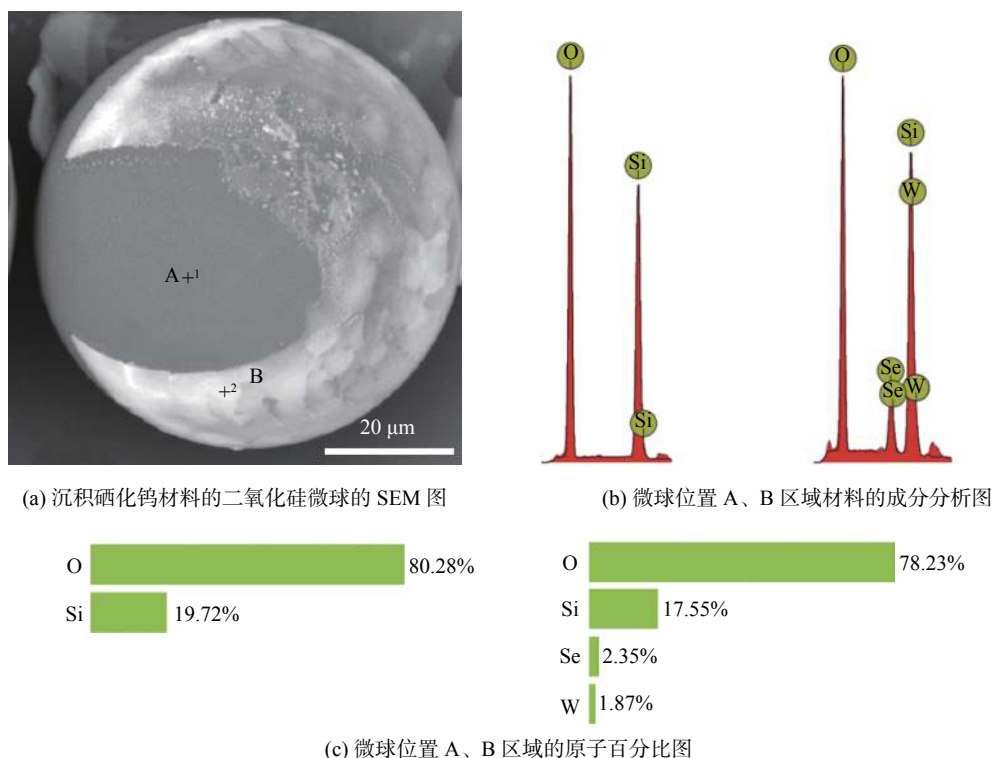 A +1
B
+2
20 μm
O
Si
Si
O
Si
W
Se
Se
W
(a) 沉积硒化钨材料的二氧化硅微球的 SEM 图
(b) 微球位置 A、B 区域材料的成分分析图
O 80.28%
Si 19.72%
O 78.23%
Si 17.55%
Se 2.35%
W 1.87%
(c) 微球位置 A、B 区域的原子百分比图